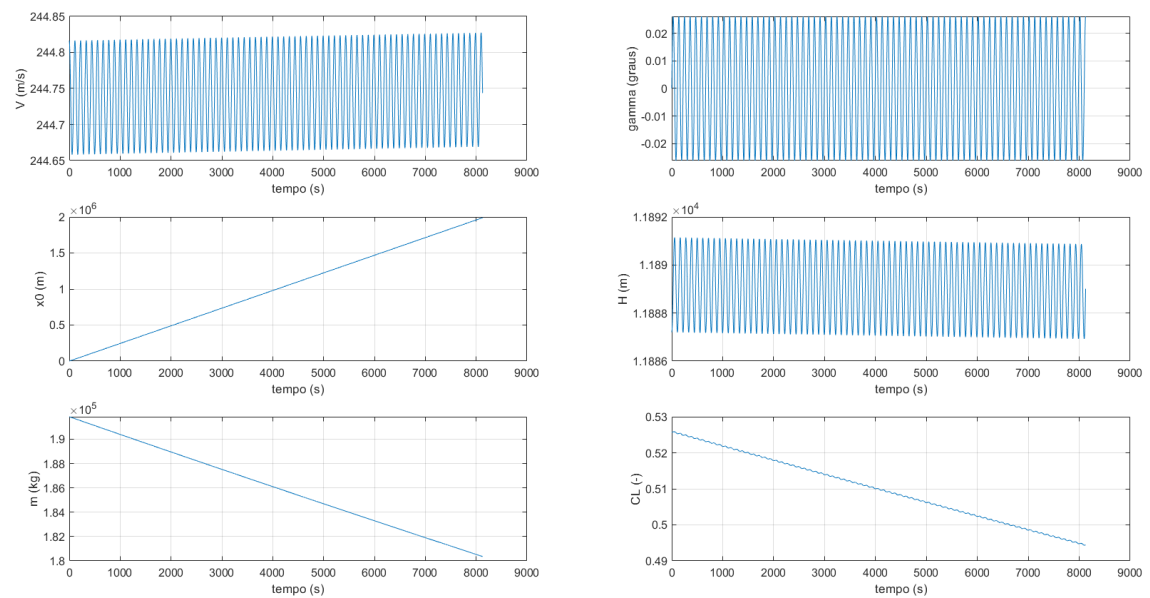 244.85
244.8
244.75
244.7
244.65
V (m/s)
0 1000 2000 3000 4000 5000 6000 7000 8000 9000
tempo (s)
0.02
0.01
0
-0.01
-0.02
gamma (graus)
0 1000 2000 3000 4000 5000 6000 7000 8000 9000
tempo (s)
×10⁶
2
1.5
1
0.5
0
x0 (m)
0 1000 2000 3000 4000 5000 6000 7000 8000 9000
tempo (s)
×10⁴
1.1892
1.189
1.1888
1.1886
H (m)
0 1000 2000 3000 4000 5000 6000 7000 8000 9000
tempo (s)
×10⁵
1.9
1.88
1.86
1.84
1.82
1.8
m (kg)
0 1000 2000 3000 4000 5000 6000 7000 8000 9000
tempo (s)
0.53
0.52
0.51
0.5
0.49
CL (-)
0 1000 2000 3000 4000 5000 6000 7000 8000 9000
tempo (s)